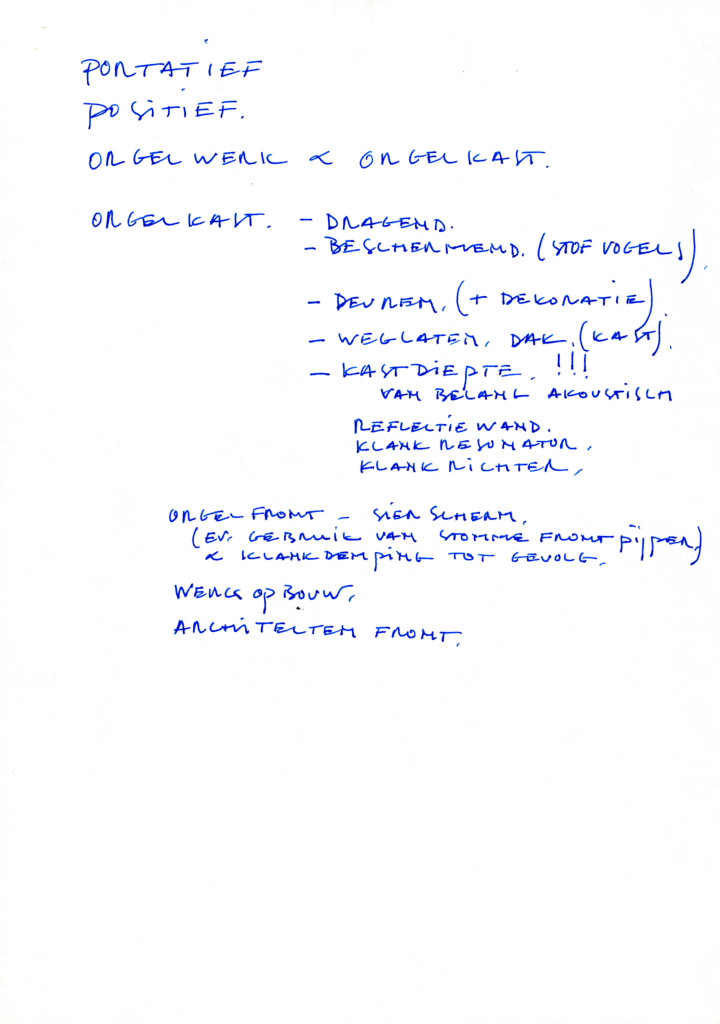 PORTATIEF
POSITIEF.
ORGELWERK & ORGELKAST.
ORGELKAST. - DRAGEND.
- BESCHERMEND. (STOF VOGELS).
- DEUREN. (+ DEKORATIE)
- WEGLATEN, DAK. (KAST).
- KASTDIEPTE. !!!
VAN BELANG AKOUSTISCH
REFLECTIE WAND.
KLANK RESONATOR,
KLANK RICHTER,
ORGELFRONT - SIER SCHERM,
(EV. GEBRUIK VAN STOMME FRONT PIJPEN)
& KLANKDEMPING TOT GEVOLG.
WERCKOPBOUW,
ARCHITECTEN FRONT.